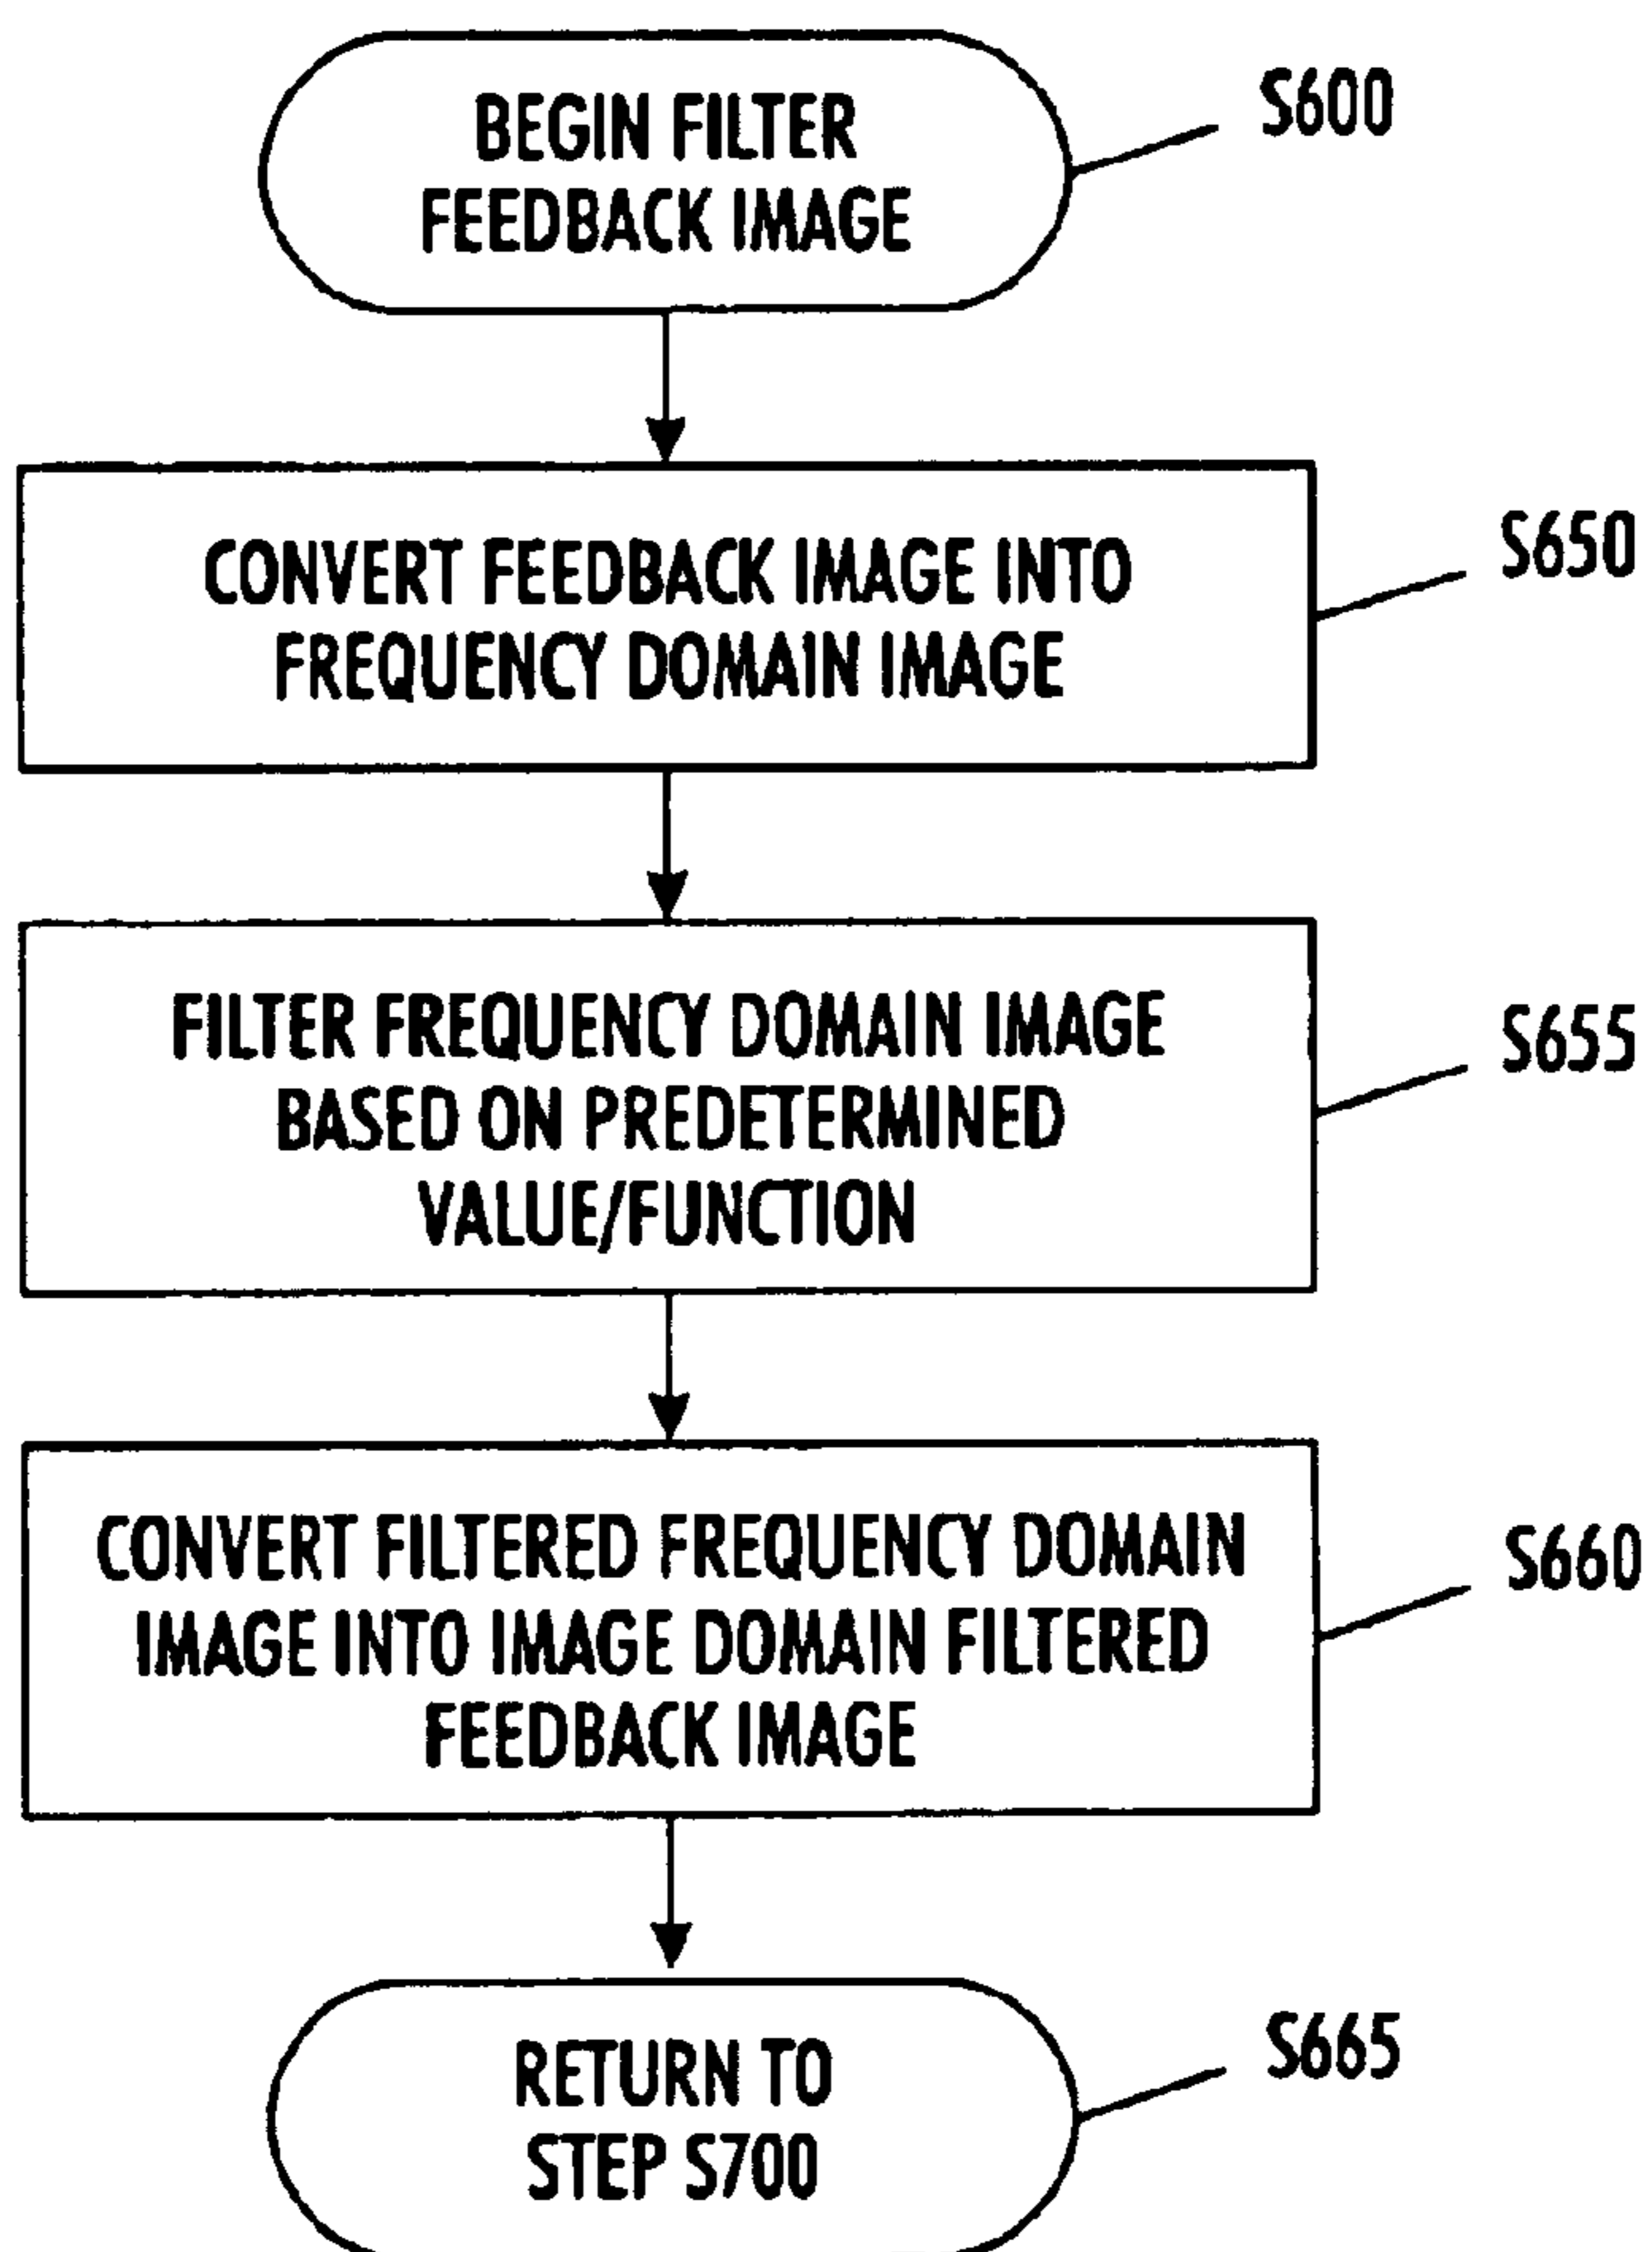 BEGIN FILTER
FEEDBACK IMAGE
S600
CONVERT FEEDBACK IMAGE INTO
FREQUENCY DOMAIN IMAGE
S650
FILTER FREQUENCY DOMAIN IMAGE
BASED ON PREDETERMINED
VALUE/FUNCTION
S655
CONVERT FILTERED FREQUENCY DOMAIN
IMAGE INTO IMAGE DOMAIN FILTERED
FEEDBACK IMAGE
S660
RETURN TO
STEP S700
S665